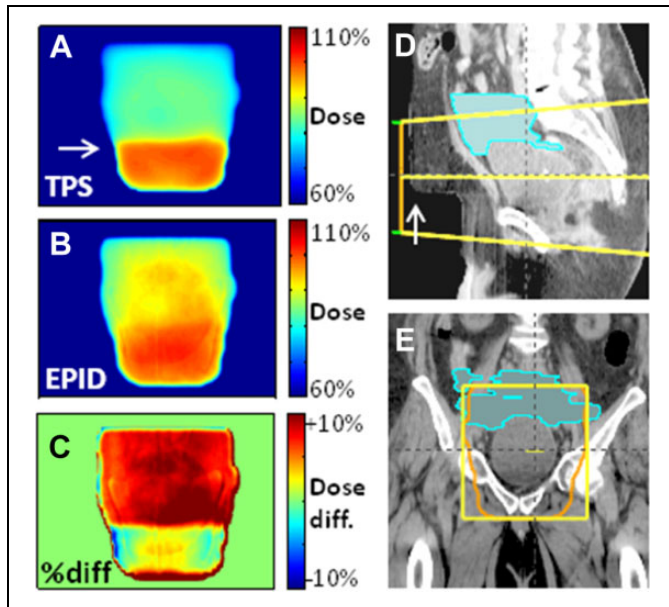 A
110%
Dose
TPS
60%
B
110%
Dose
EPID
60%
C
+10%
Dose
diff.
%diff
-10%
D
E